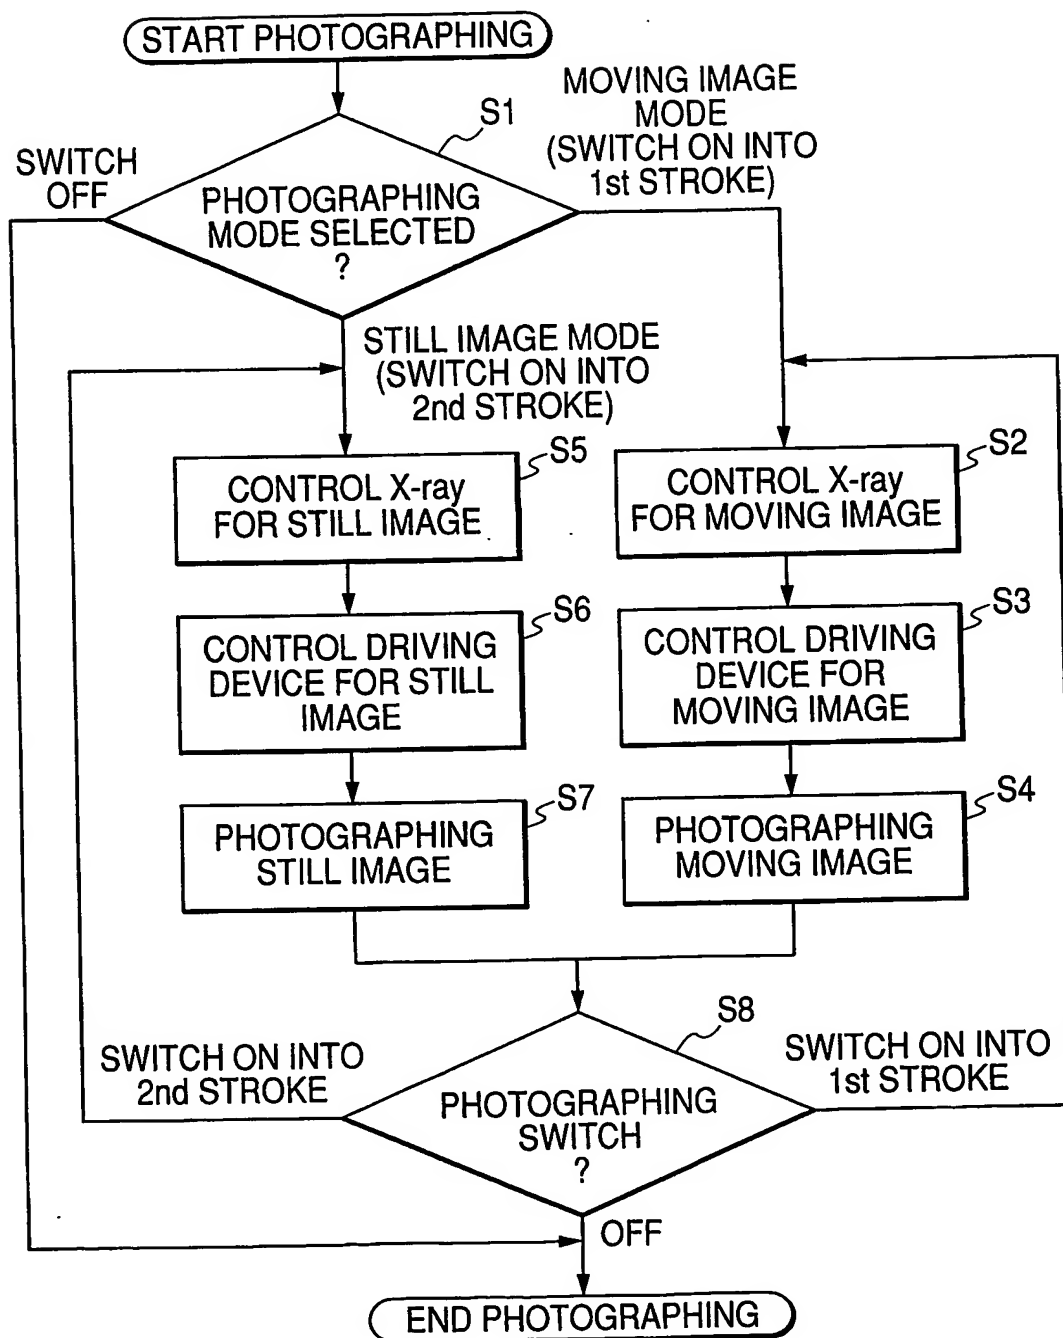 START PHOTOGRAPHING
MOVING IMAGE
MODE
(SWITCH ON INTO
1st STROKE)
S1
SWITCH
OFF
PHOTOGRAPHING
MODE SELECTED
?
STILL IMAGE MODE
(SWITCH ON INTO
2nd STROKE)
S5
CONTROL X-ray
FOR STILL IMAGE
S2
CONTROL X-ray
FOR MOVING IMAGE
S6
CONTROL DRIVING
DEVICE FOR STILL
IMAGE
S3
CONTROL DRIVING
DEVICE FOR
MOVING IMAGE
S7
PHOTOGRAPHING
STILL IMAGE
S4
PHOTOGRAPHING
MOVING IMAGE
S8
SWITCH ON INTO
2nd STROKE
SWITCH ON INTO
1st STROKE
PHOTOGRAPHING
SWITCH
?
OFF
END PHOTOGRAPHING